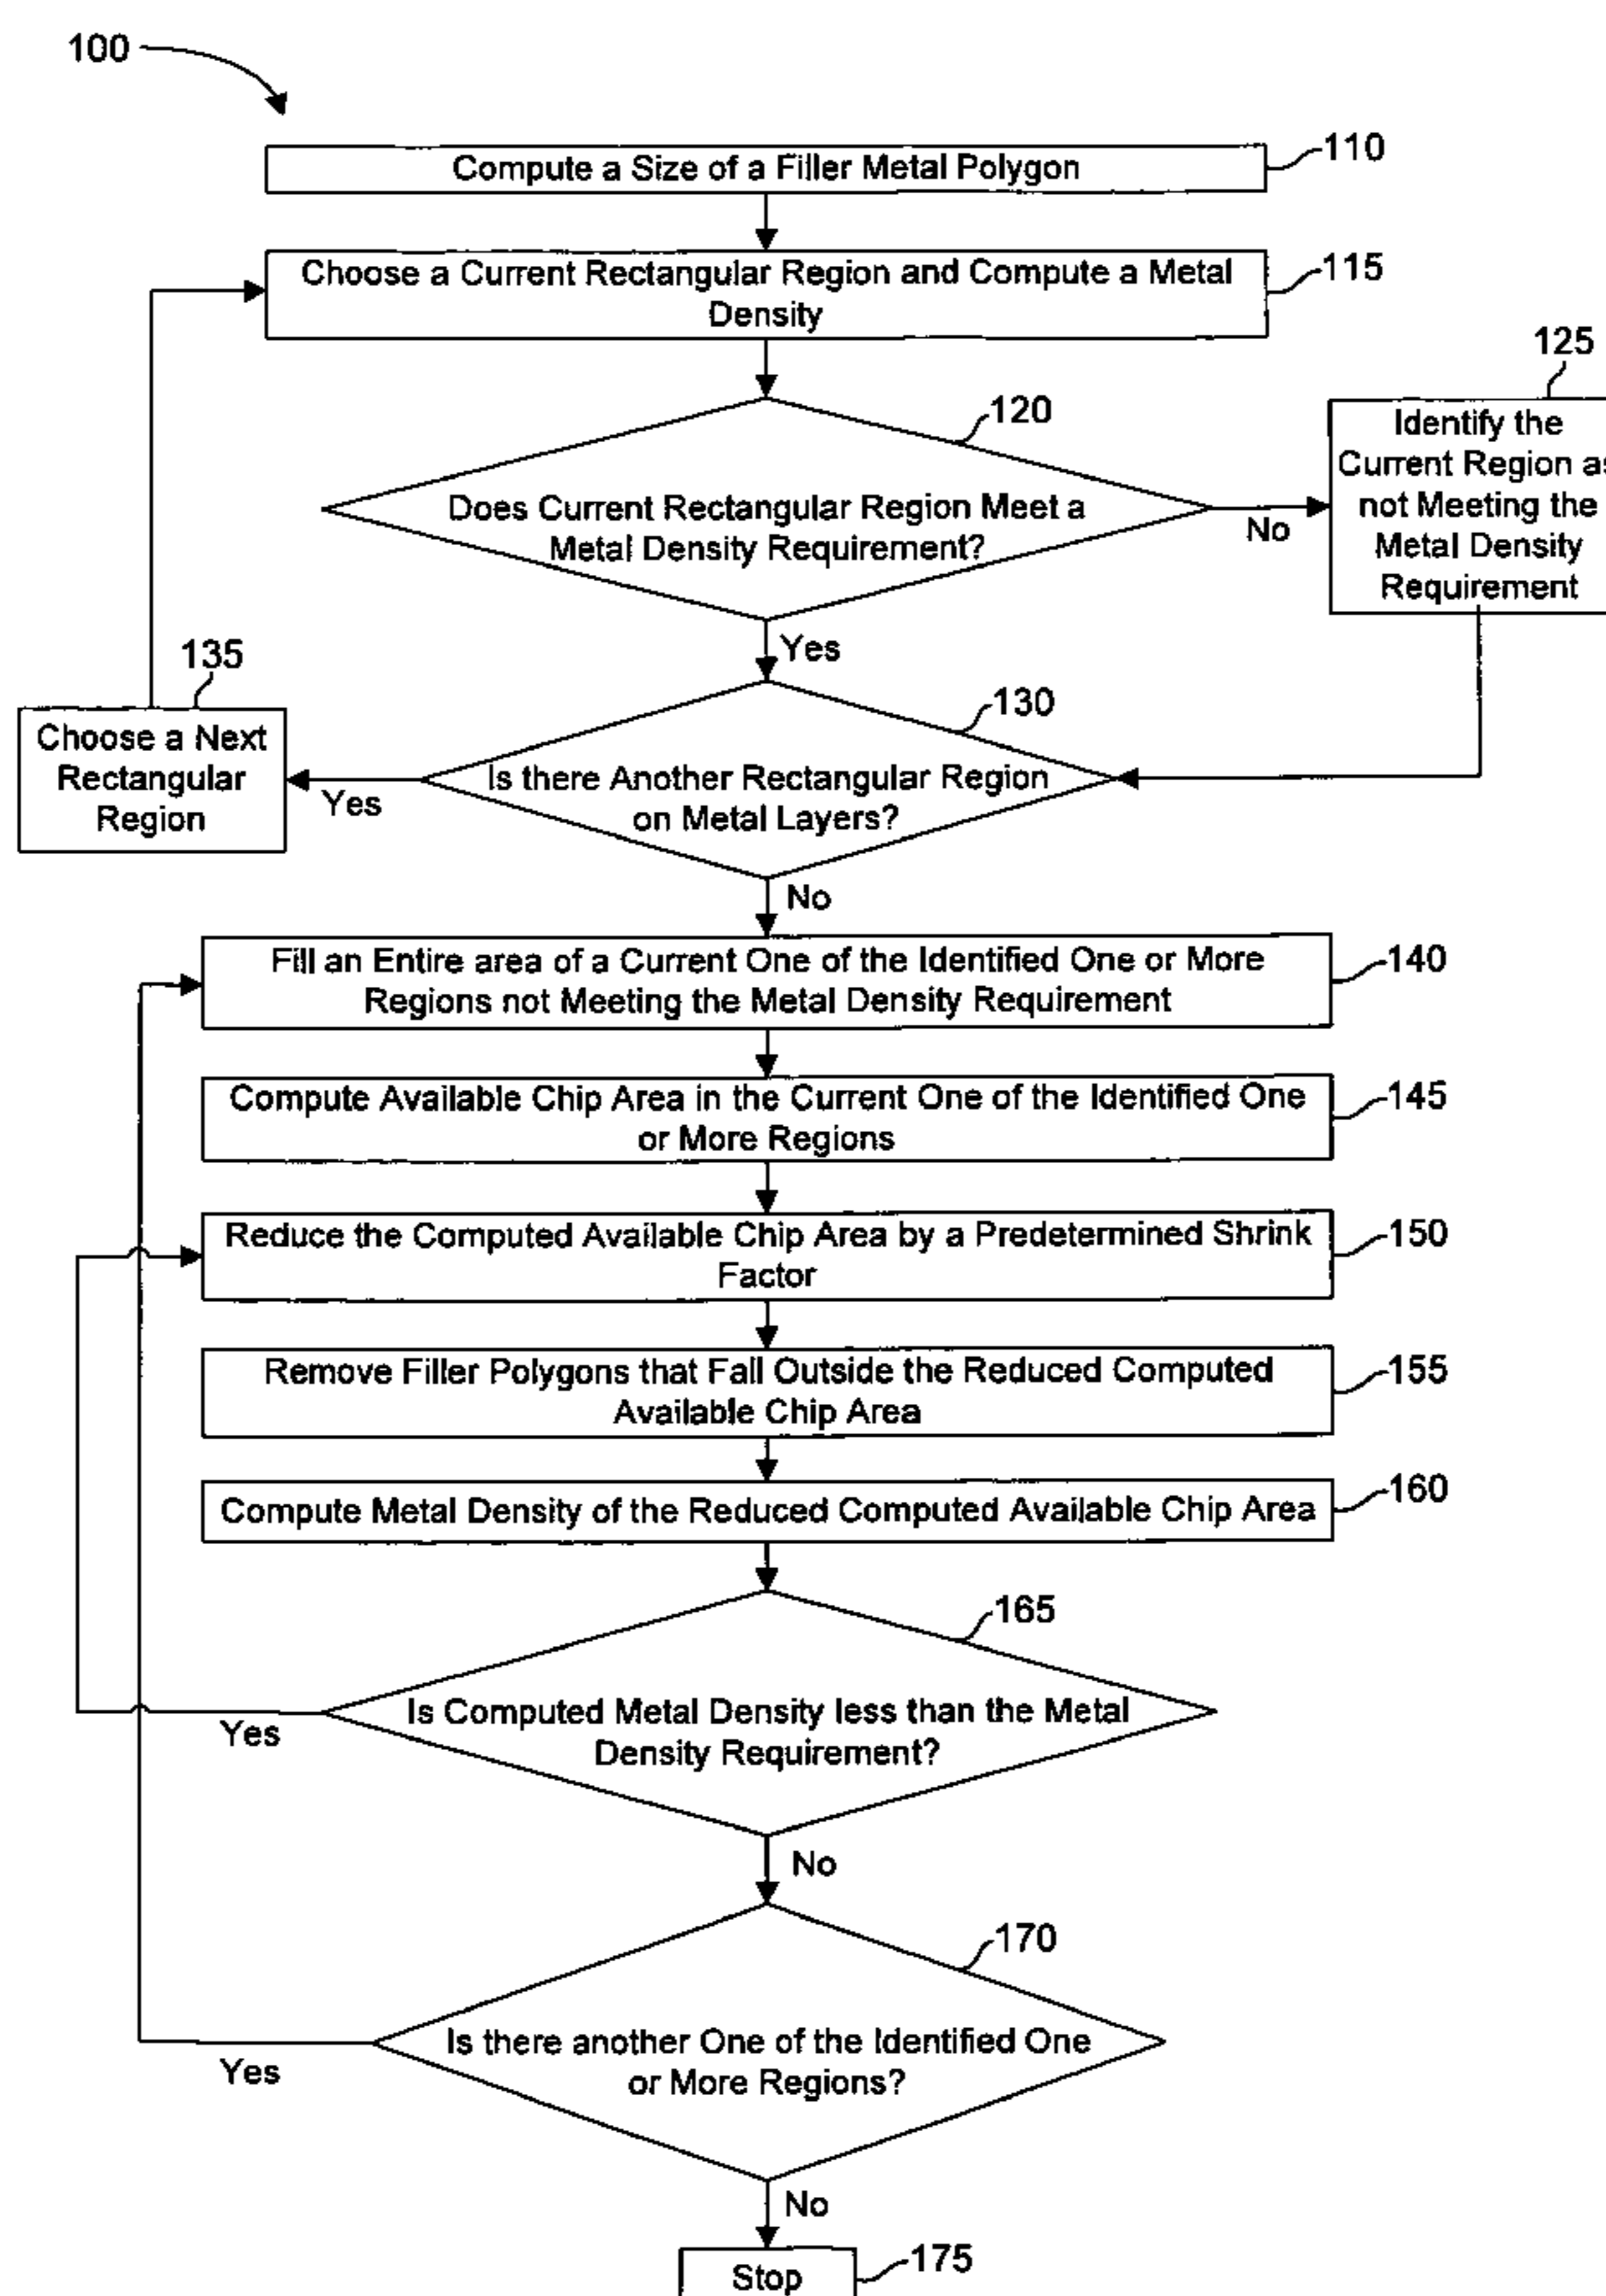 100
Compute a Size of a Filler Metal Polygon
110
Choose a Current Rectangular Region and Compute a Metal
Density
115
120
Does Current Rectangular Region Meet a
Metal Density Requirement?
No
Yes
125
Identify the
Current Region as
not Meeting the
Metal Density
Requirement
130
Is there Another Rectangular Region
on Metal Layers?
Yes
No
135
Choose a Next
Rectangular
Region
Fill an Entire area of a Current One of the Identified One or More
Regions not Meeting the Metal Density Requirement
140
Compute Available Chip Area in the Current One of the Identified One
or More Regions
145
Reduce the Computed Available Chip Area by a Predetermined Shrink
Factor
150
Remove Filler Polygons that Fall Outside the Reduced Computed
Available Chip Area
155
Compute Metal Density of the Reduced Computed Available Chip Area
160
165
Is Computed Metal Density less than the Metal
Density Requirement?
Yes
No
170
Is there another One of the Identified One
or More Regions?
Yes
No
Stop
175